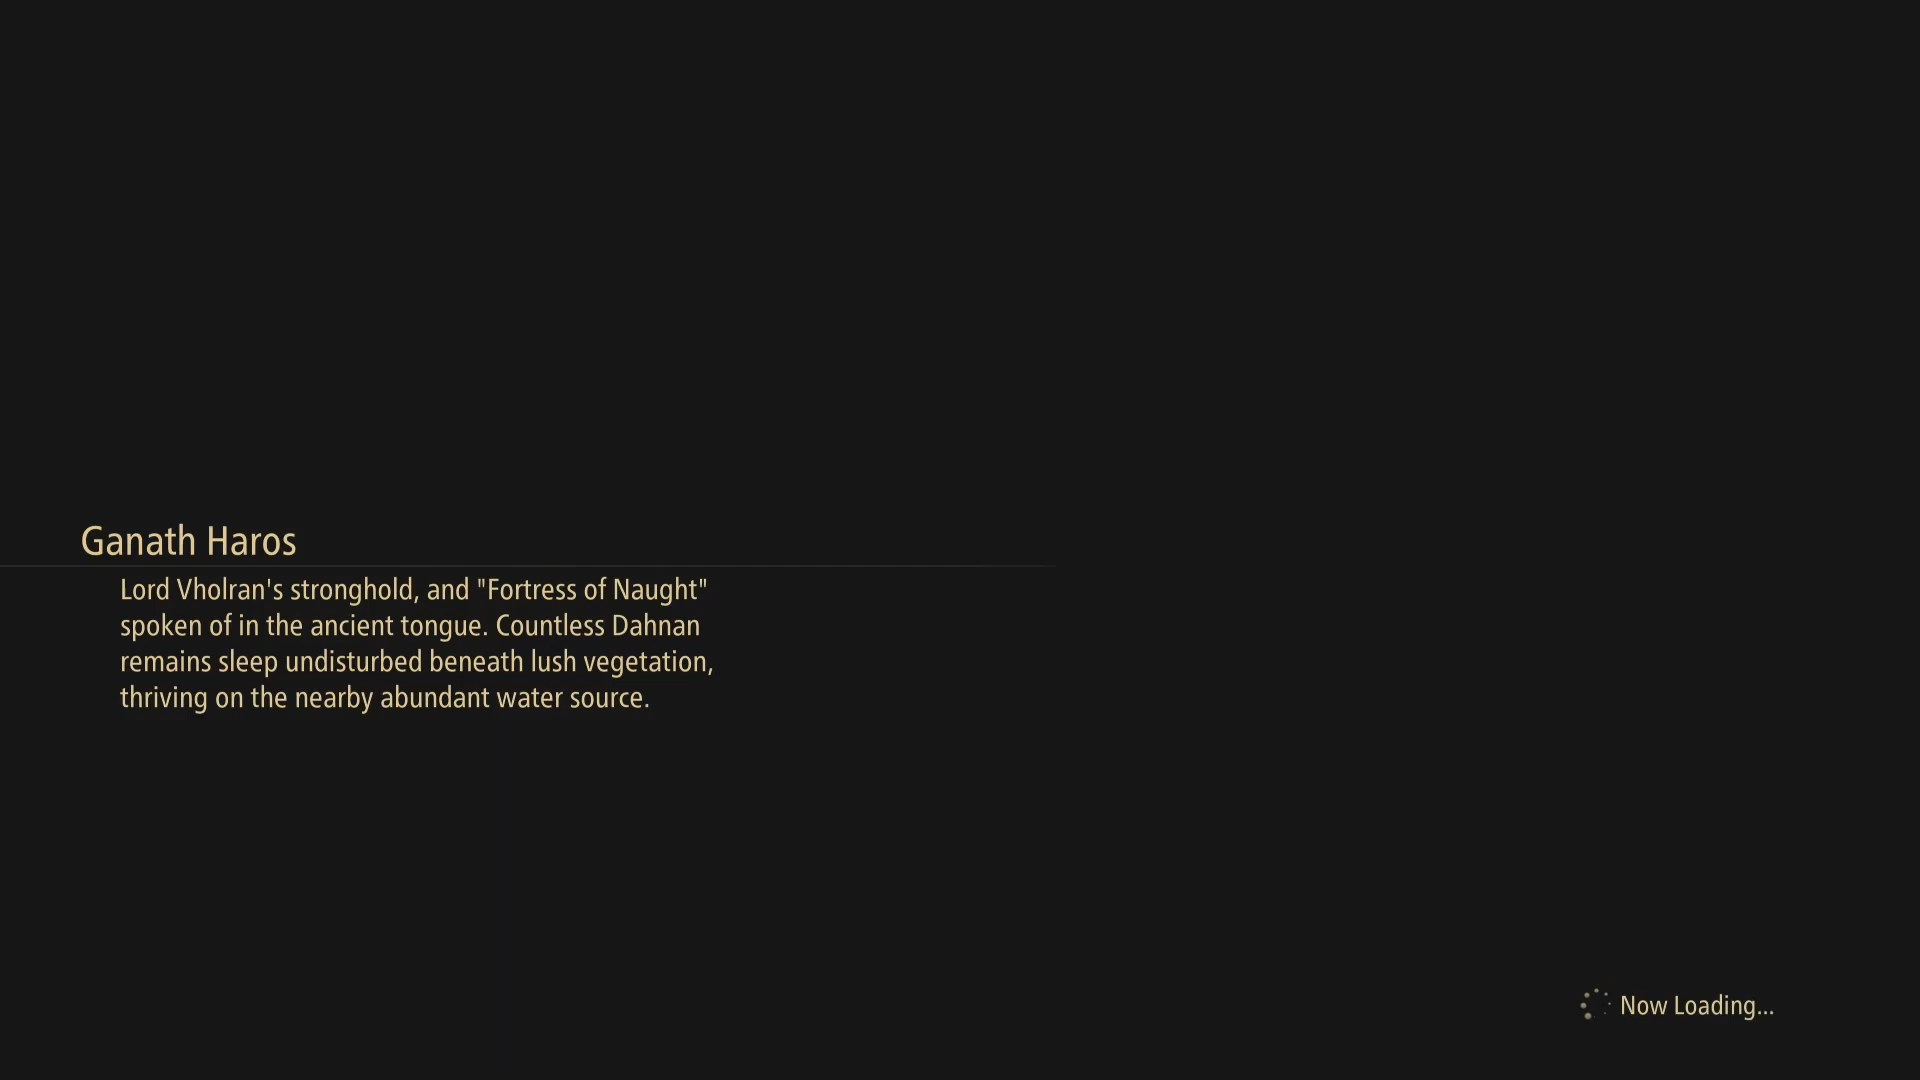 Ganath Haros
Lord Vholran's stronghold, and "Fortress of Naught"
spoken of in the ancient tongue. Countless Dahnan
remains sleep undisturbed beneath lush vegetation,
thriving on the nearby abundant water source.
Now Loading...